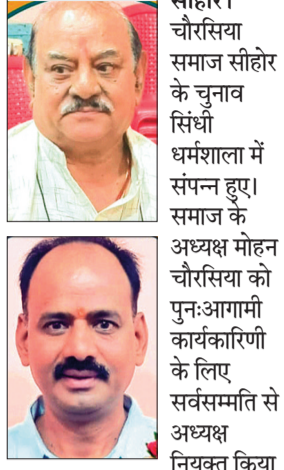 सीहोर।
चौरसिया
समाज सीहोर
के चुनाव
सिंधी
धर्मशाला में
संपन्न हुए।
समाज के
अध्यक्ष मोहन
चौरसिया को
पुनःआगामी
कार्यकारिणी
के लिए
सर्वसम्मति से
अध्यक्ष
नियुक्त किया